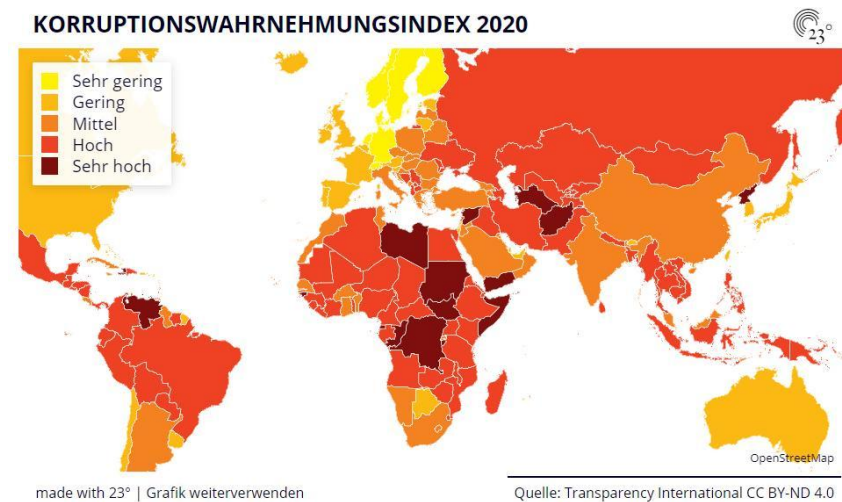 KORRUPTIONSWAHRNEHMUNGSINDEX 2020
23°
Sehr gering
Gering
Mittel
Hoch
Sehr hoch
OpenStreetMap
made with 23° | Grafik weiterverwenden
Quelle: Transparency International CC BY-ND 4.0